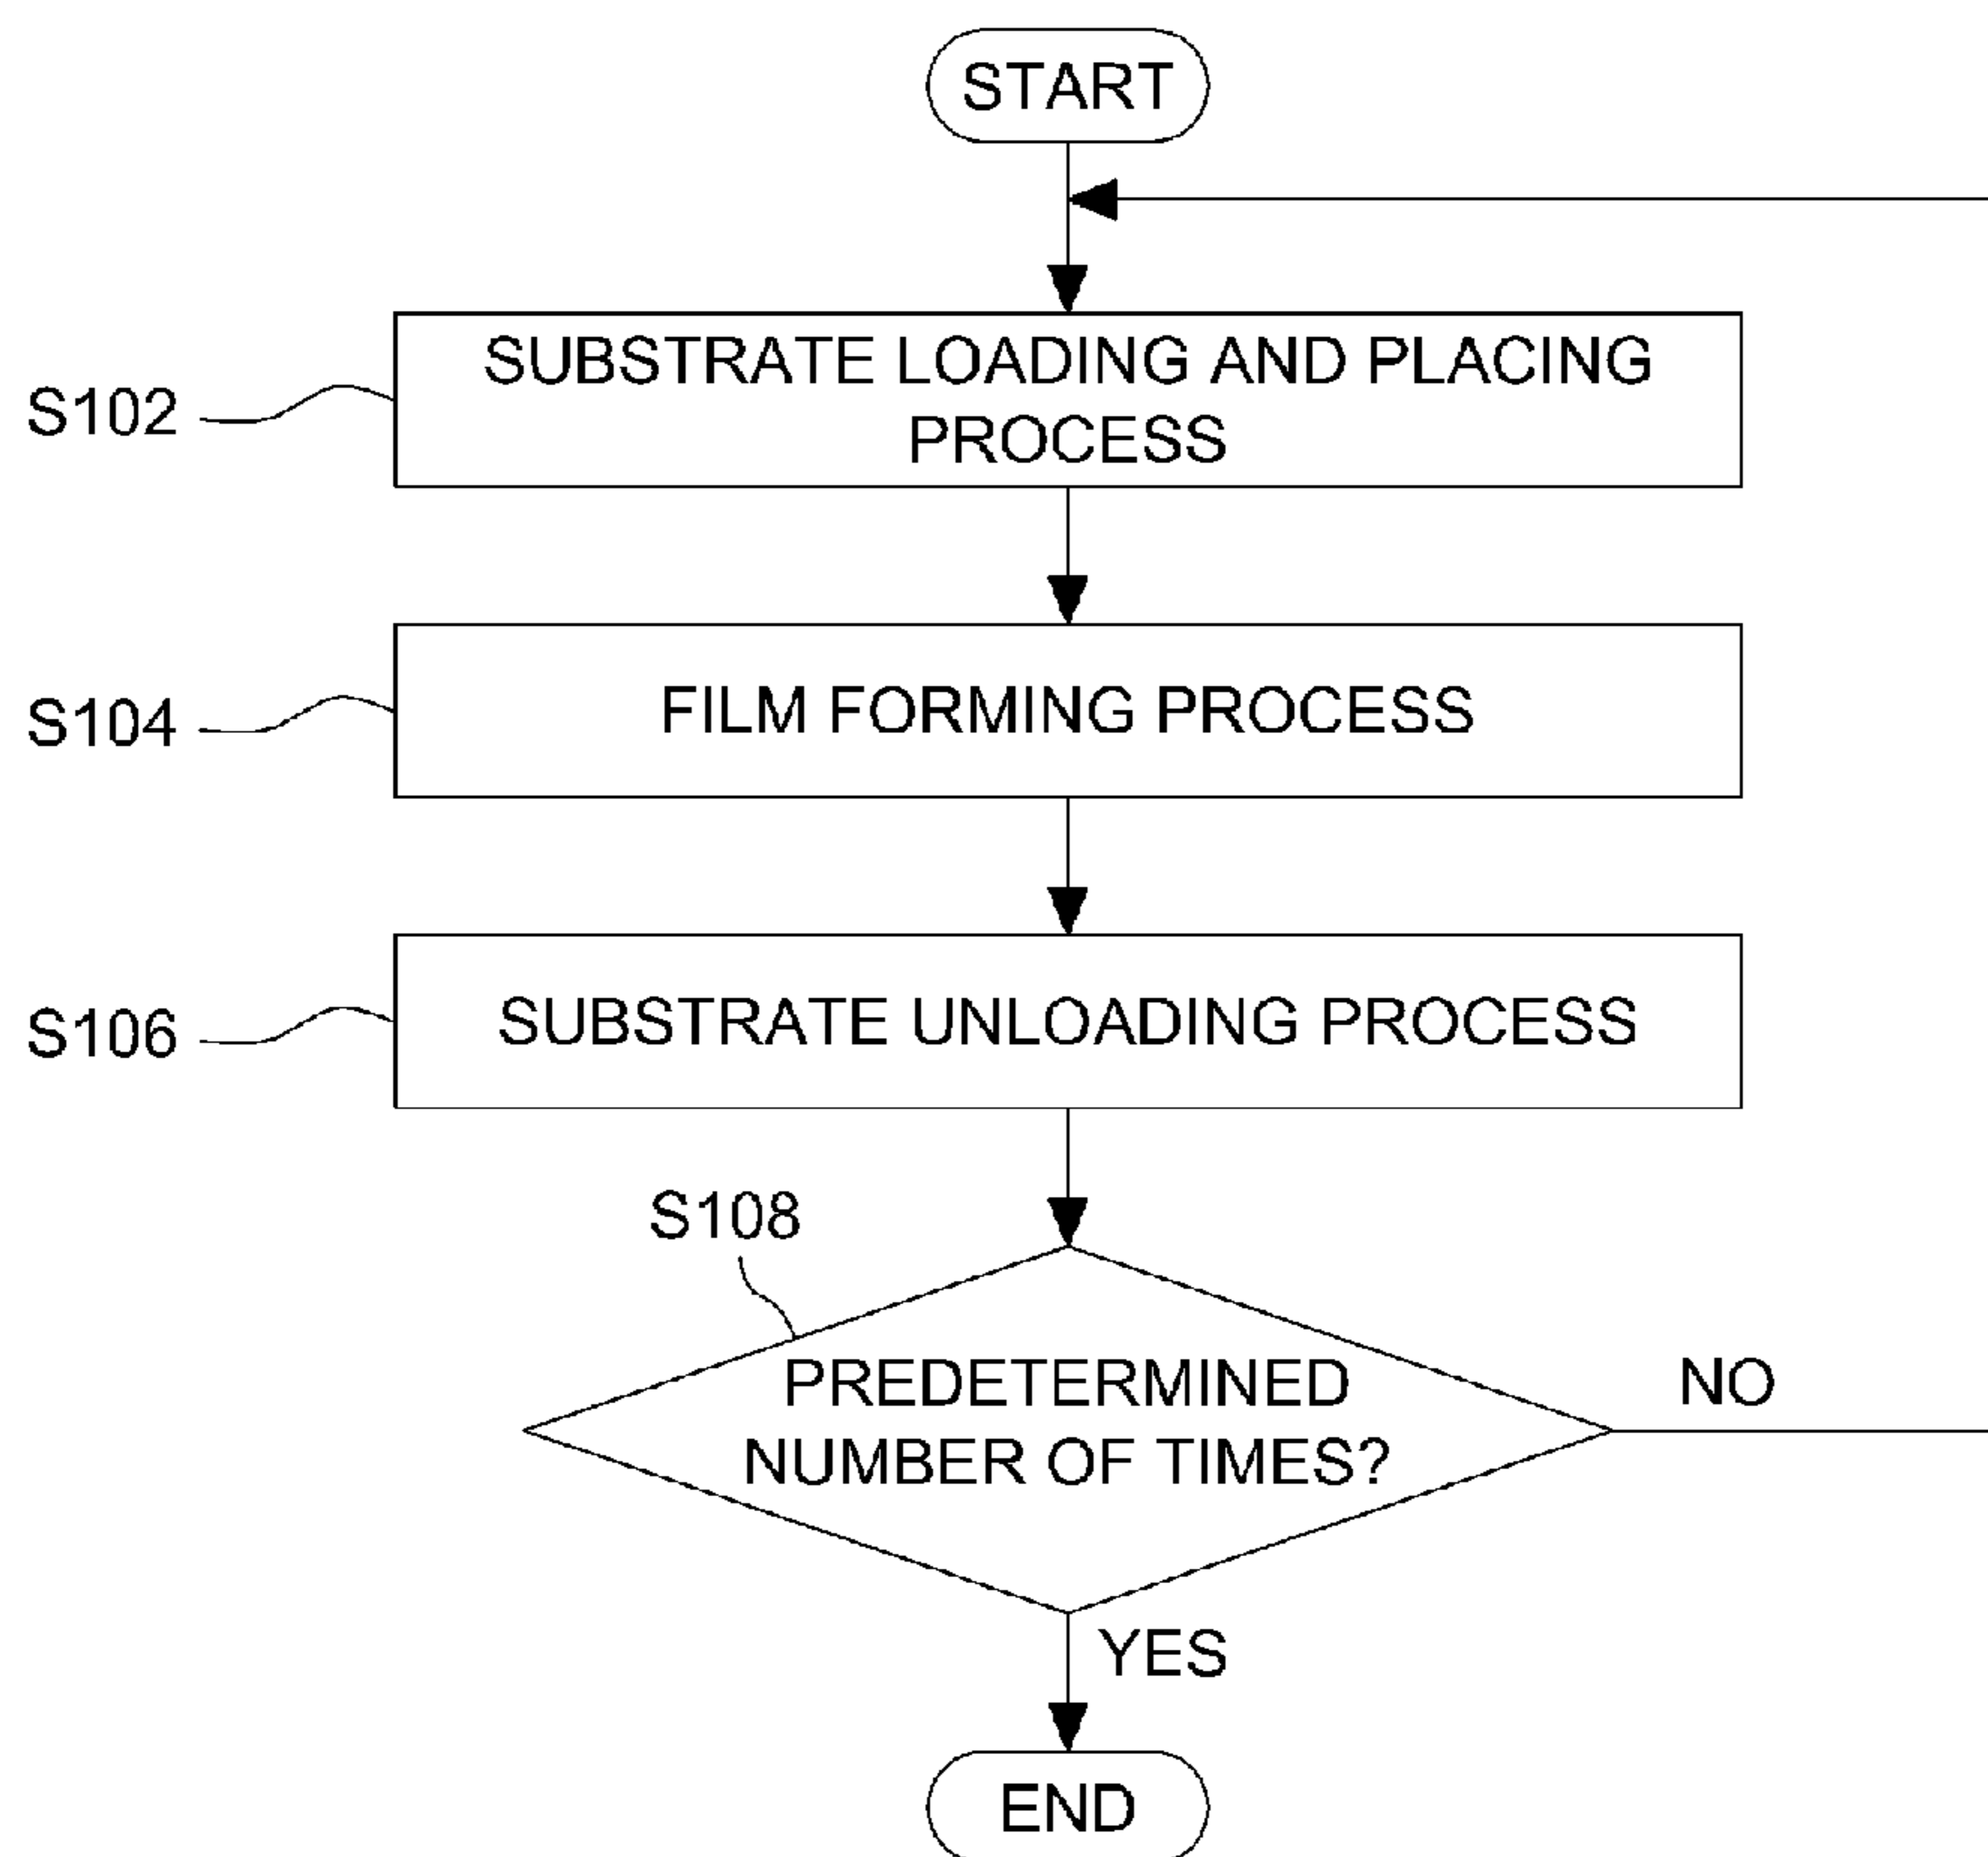 START
SUBSTRATE LOADING AND PLACING
PROCESS
S102
FILM FORMING PROCESS
S104
SUBSTRATE UNLOADING PROCESS
S106
S108
PREDETERMINED
NUMBER OF TIMES?
NO
YES
END